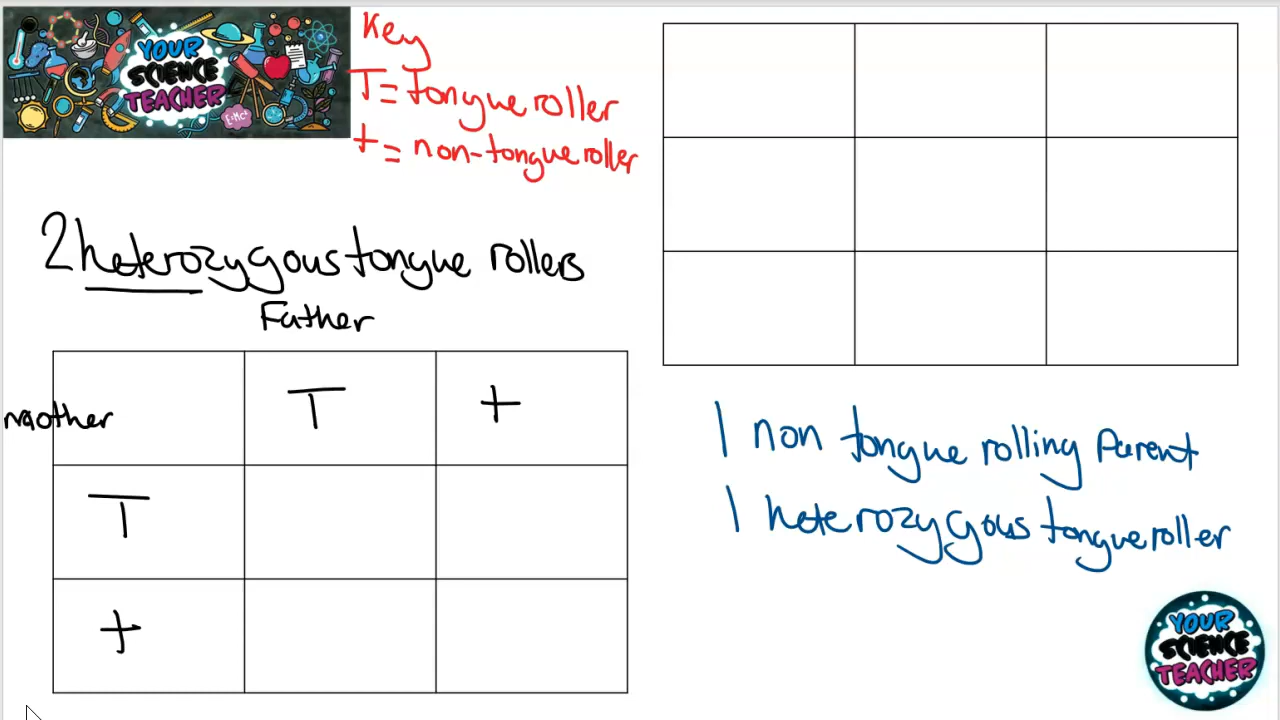 YOUR
SCIENCE
TEACHER
E=MC²
Key
T= tongue roller
t= non-tongue roller
2 heterozygous tongue rollers
Father
mother
T t
T
t
1 non tongue rolling parent
1 heterozygous tongue roller
YOUR
SCIENCE
TEACHER